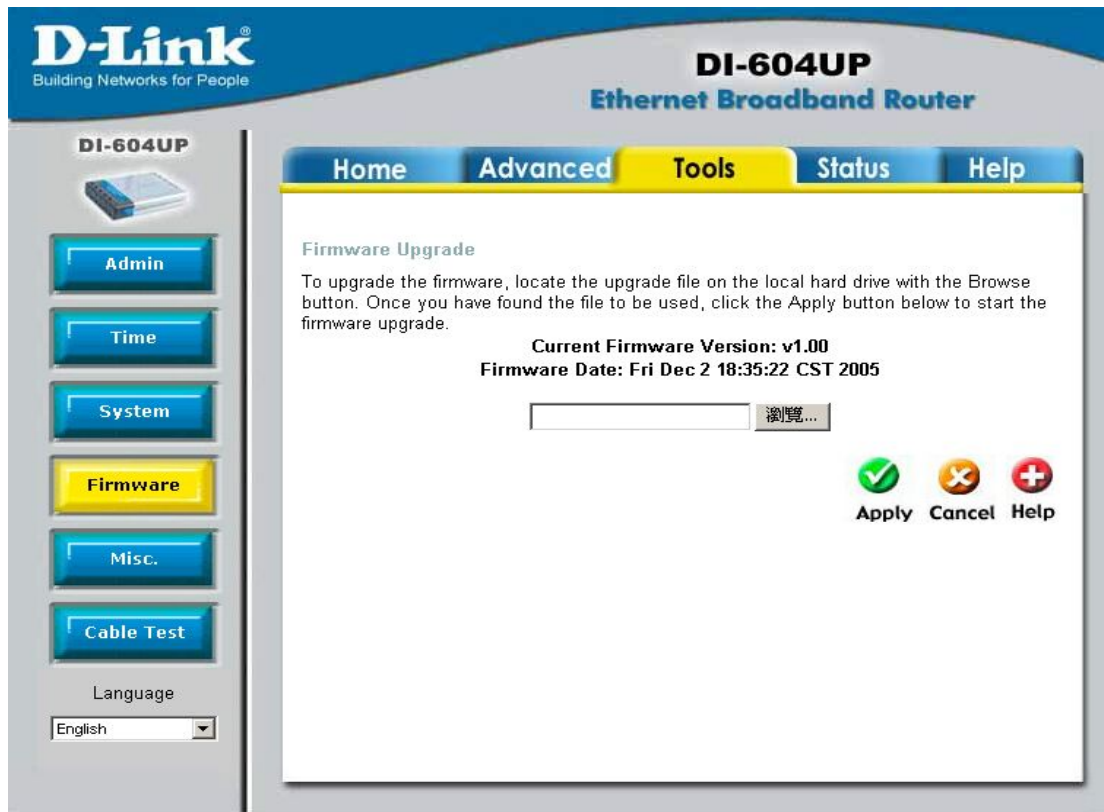 D-Link®
Building Networks for People
DI-604UP
Ethernet Broadband Router
DI-604UP
Home Advanced Tools Status Help
Admin
Time
System
Firmware
Misc.
Cable Test
Language
English
Firmware Upgrade
To upgrade the firmware, locate the upgrade file on the local hard drive with the Browse
button. Once you have found the file to be used, click the Apply button below to start the
firmware upgrade.
Current Firmware Version: v1.00
Firmware Date: Fri Dec 2 18:35:22 CST 2005
瀏覽...
Apply Cancel Help